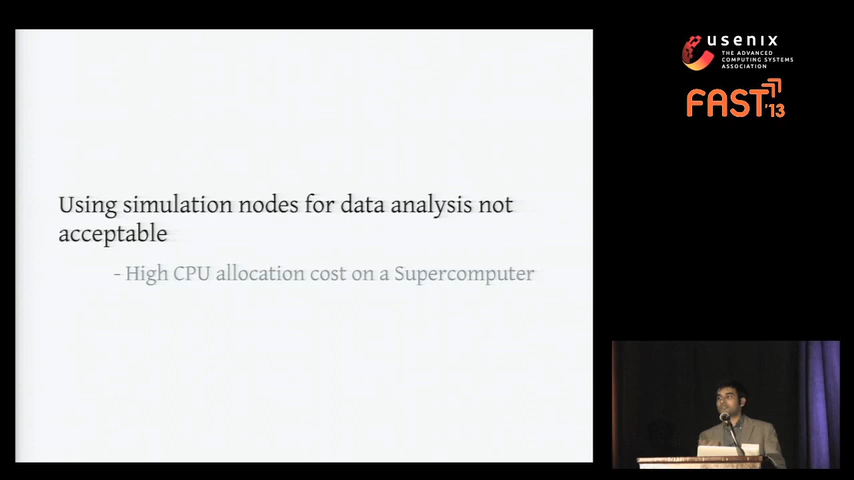 Using simulation nodes for data analysis not
acceptable
- High CPU allocation cost on a Supercomputer
usenix
THE ADVANCED
COMPUTING SYSTEMS
ASSOCIATION
FAST'13